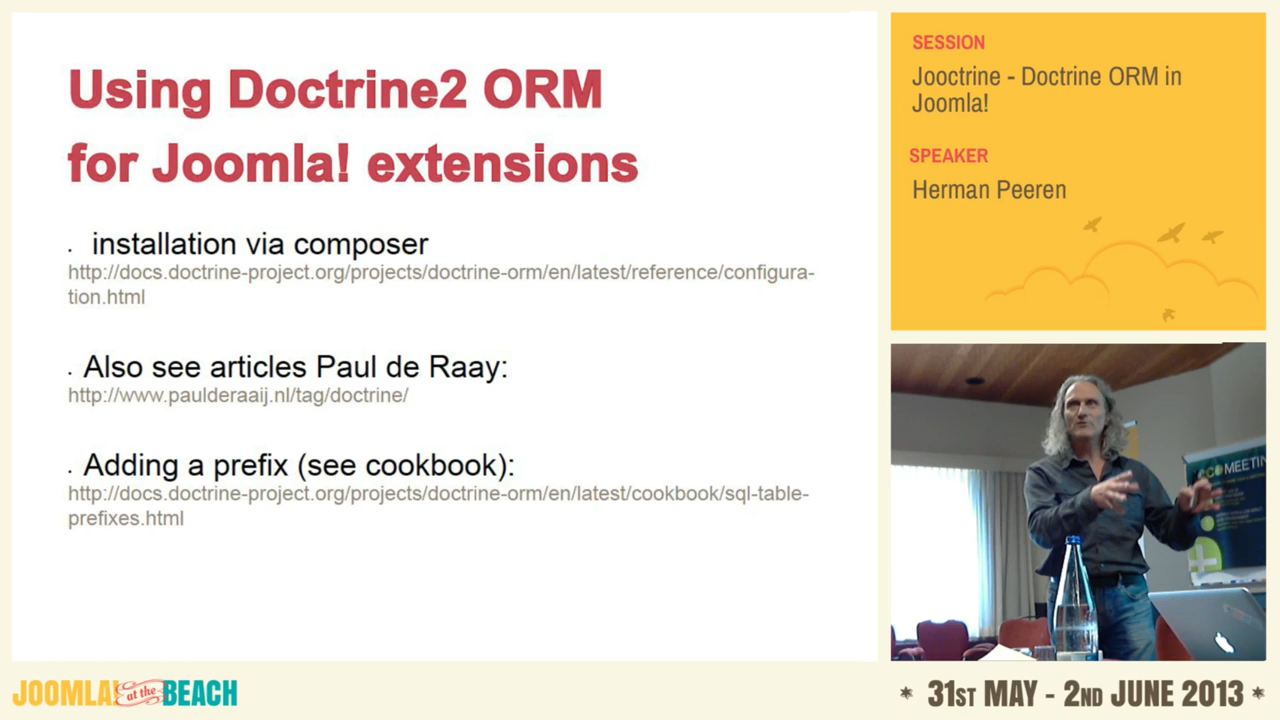 Using Doctrine2 ORM
for Joomla! extensions
· installation via composer
http://docs.doctrine-project.org/projects/doctrine-orm/en/latest/reference/configura-
tion.html
· Also see articles Paul de Raay:
http://www.paulderaaij.nl/tag/doctrine/
· Adding a prefix (see cookbook):
http://docs.doctrine-project.org/projects/doctrine-orm/en/latest/cookbook/sql-table-
prefixes.html
SESSION
Jooctrine - Doctrine ORM in
Joomla!
SPEAKER
Herman Peeren
MEETIN
JOOMLA! at the BEACH
* 31ST MAY - 2ND JUNE 2013 *